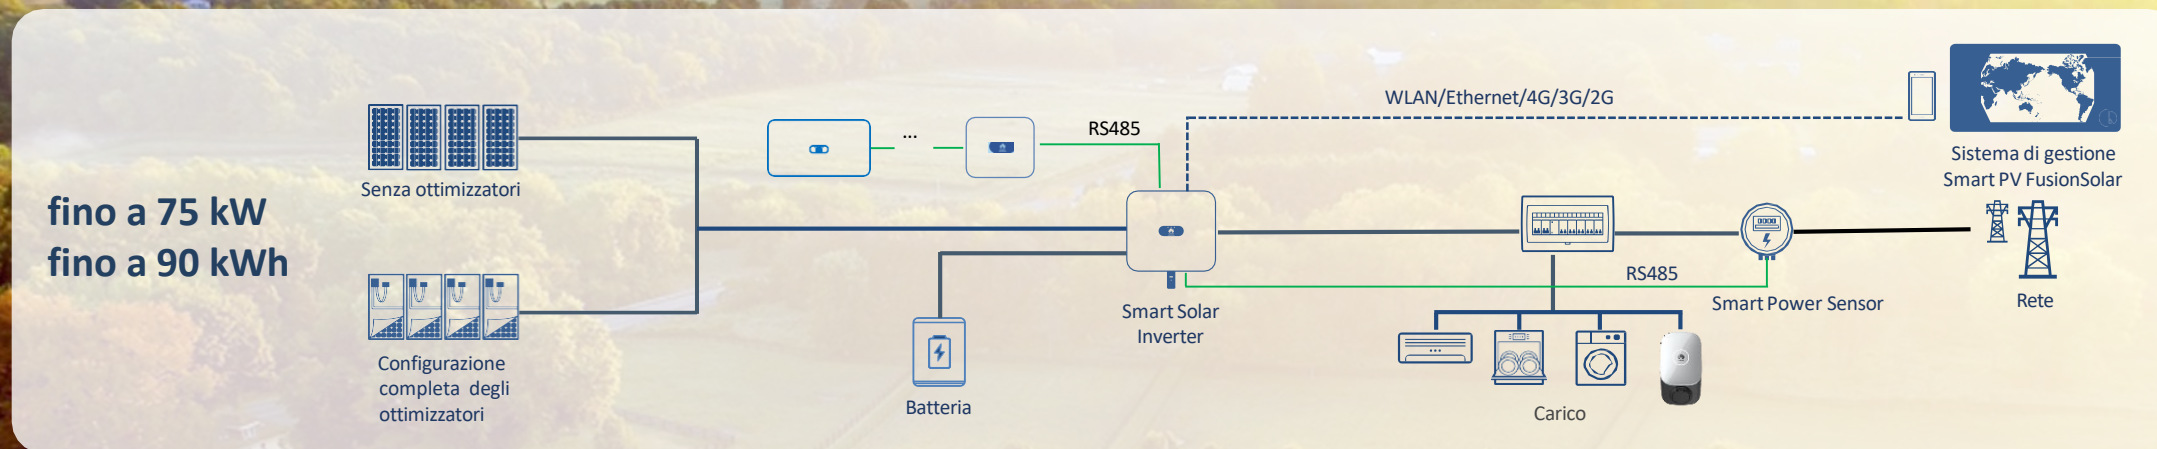 fino a 75 kW
fino a 90 kWh
Senza ottimizzatori
Configurazione
completa degli
ottimizzatori
...
RS485
WLAN/Ethernet/4G/3G/2G
Sistema di gestione
Smart PV FusionSolar
Smart Solar
Inverter
Batteria
RS485
Smart Power Sensor
Rete
Carico